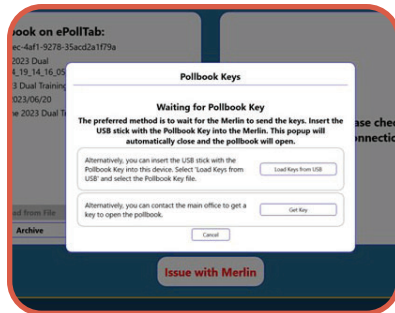 ook on ePollTab:
ec-4af1-9278-35acd2a1f79a
2023 Dual
4_19_14_16_05
3 Dual Training
2023/06/20
ne 2023 Dual T
Pollbook Keys
Waiting for Pollbook Key
The preferred method is to wait for the Merlin to send the keys. Insert the
USB stick with the Pollbook Key into the Merlin. This popup will
automatically close and the pollbook will open.
Alternatively, you can insert the USB stick with the
Pollbook Key into this device. Select 'Load Keys from
USB' and select the Pollbook Key file.
Load Keys from USB
Alternatively, you can contact the main office to get a
key to open the pollbook.
Get Key
Cancel
ase chec
onnectio
ed from File
Archive
Issue with Merlin